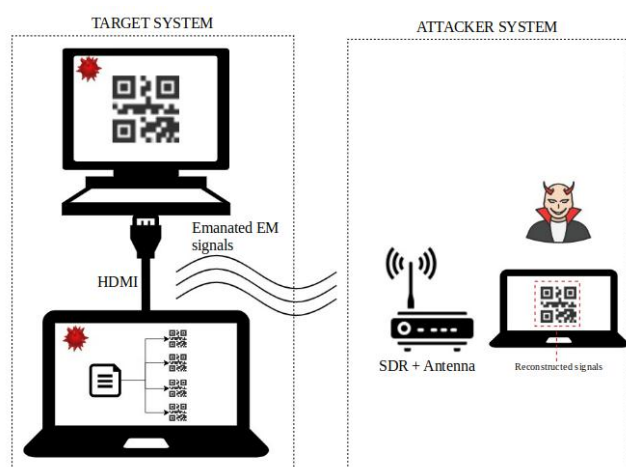 TARGET SYSTEM
ATTACKER SYSTEM
Emanated EM
signals
HDMI
SDR + Antenna
Reconstructed signals